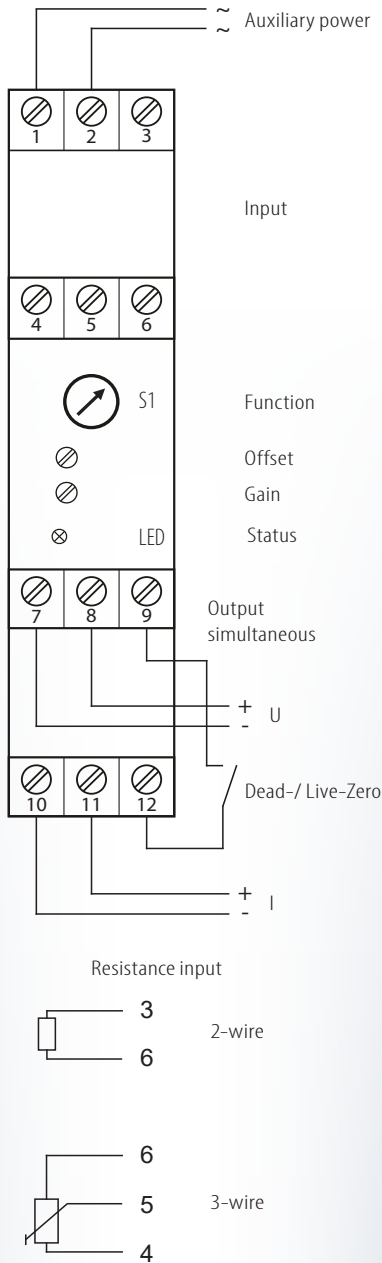 ~ Auxiliary power
~
1 2 3
Input
4 5 6
S1 Function
Offset
Gain
LED Status
7 8 9
Output
simultaneous
+
- U
10 11 12
Dead-/ Live-Zero
+
- I
Resistance input
3
2-wire
6
6
5 3-wire
4